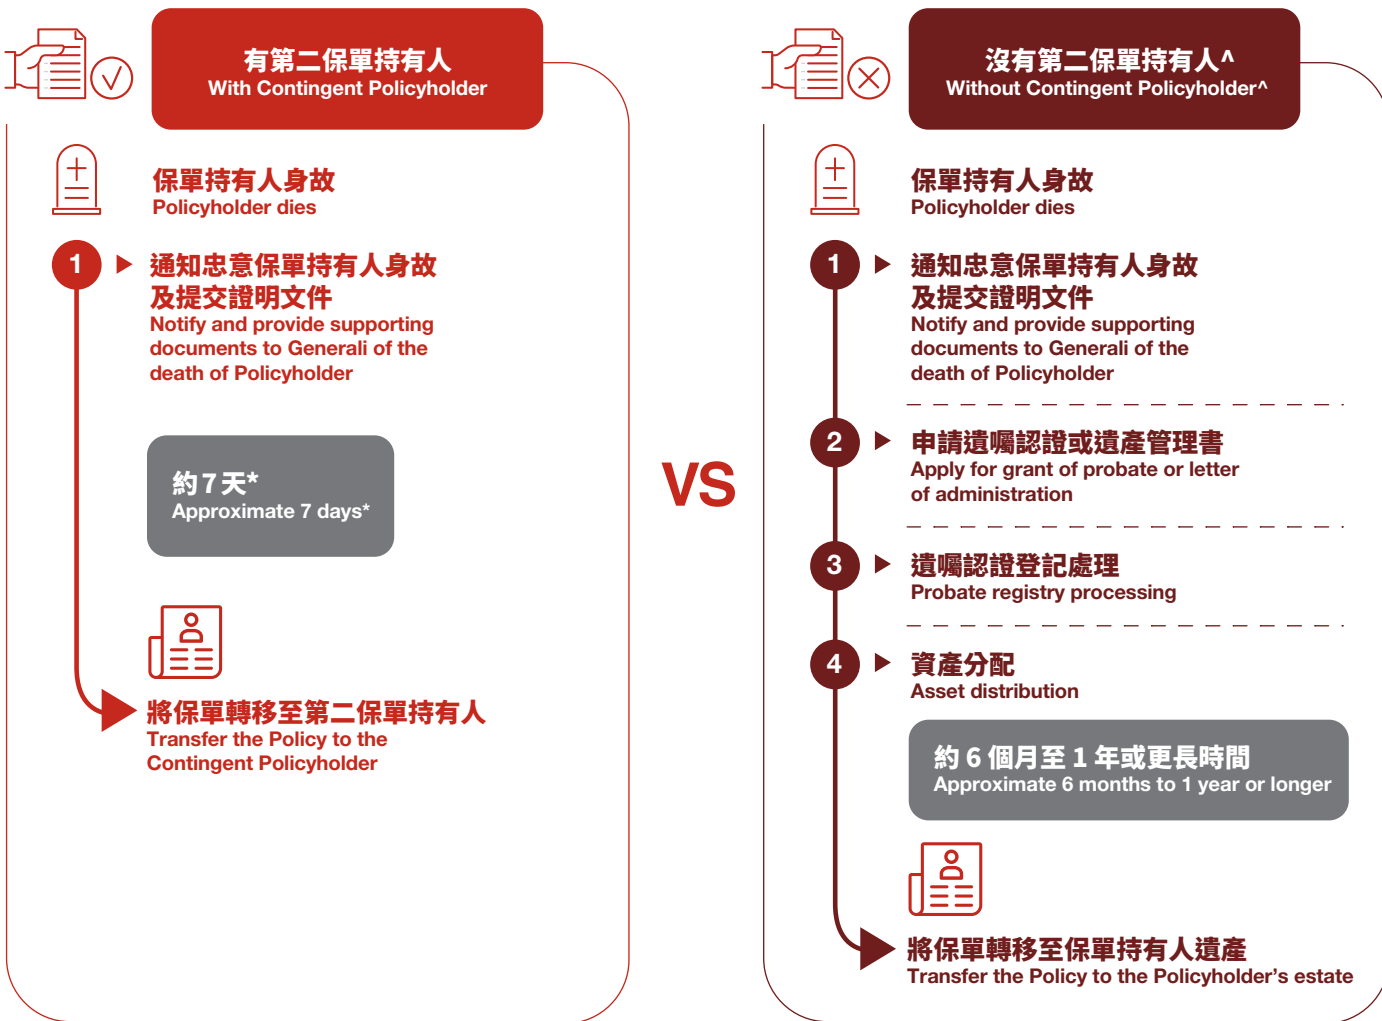 有第二保單持有人
With Contingent Policyholder
保單持有人身故
Policyholder dies
1
通知忠意保單持有人身故
及提交證明文件
Notify and provide supporting
documents to Generali of the
death of Policyholder
約7天*
Approximate 7 days*
將保單轉移至第二保單持有人
Transfer the Policy to the
Contingent Policyholder
VS
沒有第二保單持有人^
Without Contingent Policyholder^
保單持有人身故
Policyholder dies
1
通知忠意保單持有人身故
及提交證明文件
Notify and provide supporting
documents to Generali of the
death of Policyholder
2
申請遺囑認證或遺產管理書
Apply for grant of probate or letter
of administration
3
遺囑認證登記處理
Probate registry processing
4
資產分配
Asset distribution
約 6 個月至 1 年或更長時間
Approximate 6 months to 1 year or longer
將保單轉移至保單持有人遺產
Transfer the Policy to the Policyholder's estate